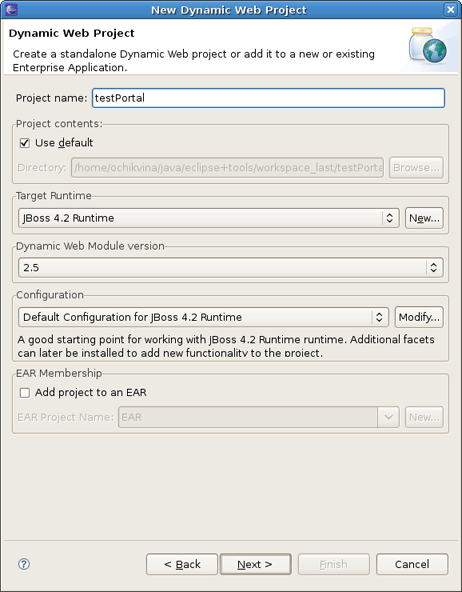 New Dynamic Web Project
Dynamic Web Project
Create a standalone Dynamic Web project or add it to a new or existing
Enterprise Application.
Project name: testPortal
Project contents:
Use default
Directory: /home/ochikvina/java/eclipse+tools/workspace_last/testPorta Browse...
Target Runtime
JBoss 4.2 Runtime New...
Dynamic Web Module version
2.5
Configuration
Default Configuration for JBoss 4.2 Runtime Modify...
A good starting point for working with JBoss 4.2 Runtime runtime. Additional facets
can later be installed to add new functionality to the project.
EAR Membership
Add project to an EAR
EAR Project Name: EAR New...
? < Back Next > Finish Cancel